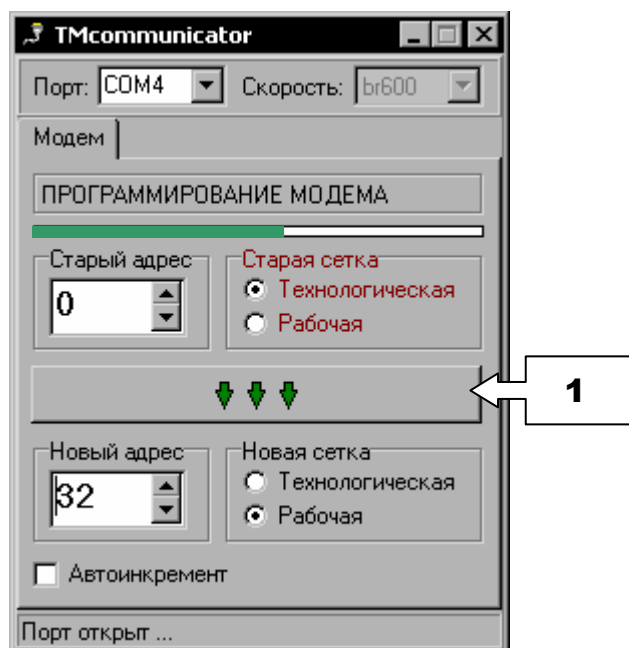 TMcommunicator
Порт: COM4 Скорость: br600
Модем
ПРОГРАММИРОВАНИЕ МОДЕМА
Старый адрес Старая сетка
0 Технологическая
Рабочая
1
Новый адрес Новая сетка
32 Технологическая
Рабочая
Автоинкремент
Порт открыт ...